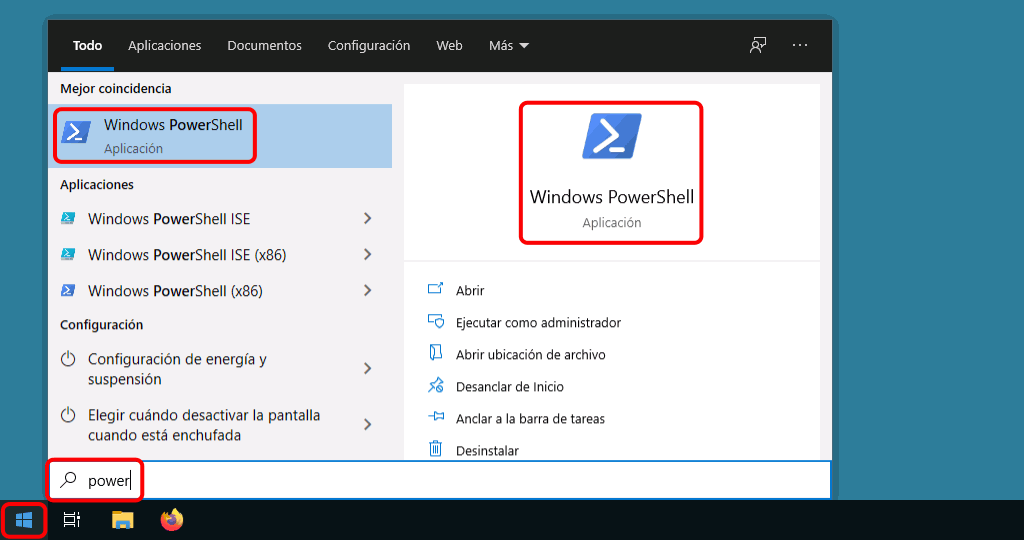 Todo Aplicaciones Documentos Configuración Web Más
Mejor coincidencia
Windows PowerShell
Aplicación
Aplicaciones
Windows PowerShell ISE
Windows PowerShell ISE (x86)
Windows PowerShell (x86)
Configuración
Configuración de energía y
suspensión
Elegir cuándo desactivar la pantalla
cuando está enchufada
Windows PowerShell
Aplicación
Abrir
Ejecutar como administrador
Abrir ubicación de archivo
Desanclar de Inicio
Anclar a la barra de tareas
Desinstalar
power